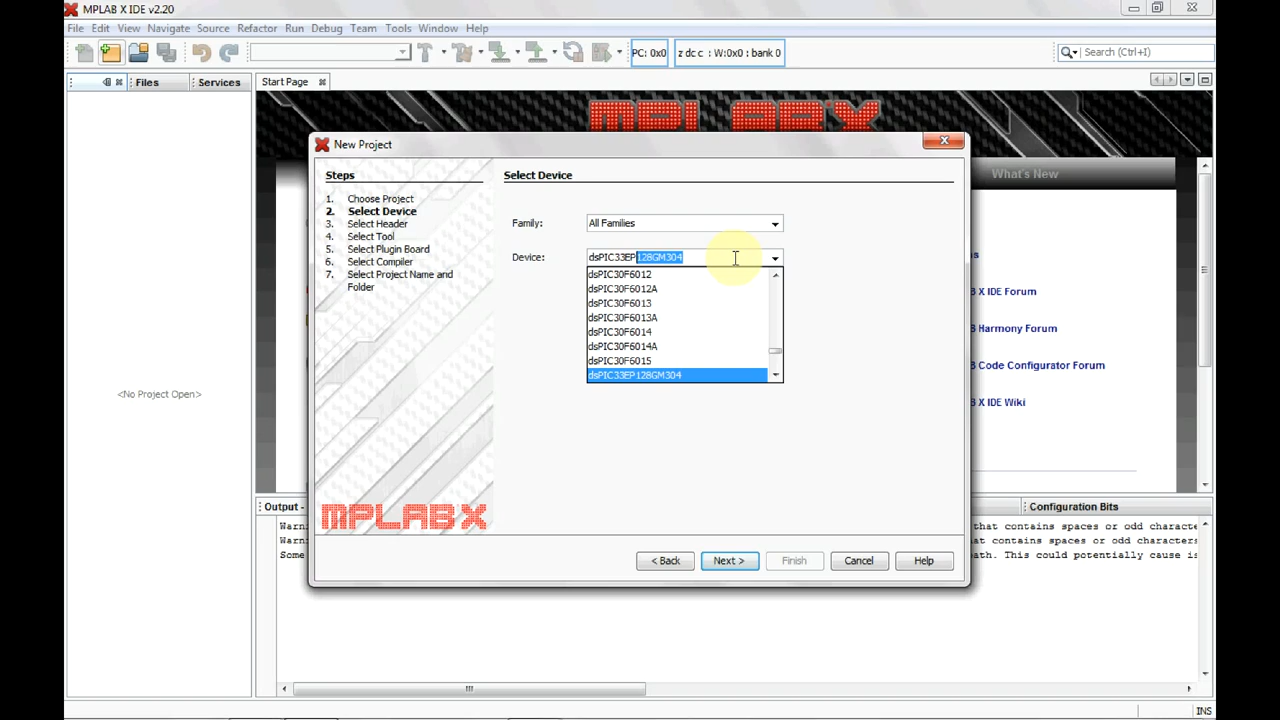 MPLAB X IDE v2.20
File Edit View Navigate Source Refactor Run Debug Team Tools Window Help
PC: 0x0
z dc c : W:0x0 : bank 0
Search (Ctrl+I)
Files
Services
Start Page
MPLAB X
What's New
New Project
Steps
1. Choose Project
2. Select Device
3. Select Header
4. Select Tool
5. Select Plugin Board
6. Select Compiler
7. Select Project Name and
Folder
Select Device
Family:
All Families
Device:
dsPIC33EP128GM304
dsPIC30F6012
dsPIC30F6012A
dsPIC30F6013
dsPIC30F6013A
dsPIC30F6014
dsPIC30F6014A
dsPIC30F6015
dsPIC33EP128GM304
MPLAB X
< Back
Next >
Finish
Cancel
Help
<No Project Open>
X IDE Forum
Harmony Forum
Code Configurator Forum
X IDE Wiki
Output -
Configuration Bits
Warni
that contains spaces or odd characte
Warni
t contains spaces or odd characters
Some
ath. This could potentially cause is
INS